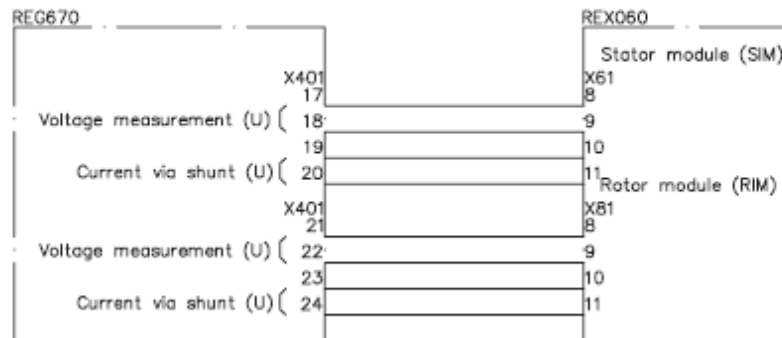 REG670 REX060
Stator module (SIM)
X401 X61
17 8
Voltage measurement (U) ( 18 9
19 10
Current via shunt (U) ( 20 11
Rotor module (RIM)
X401 X81
21 8
Voltage measurement (U) ( 22 9
23 10
Current via shunt (U) ( 24 11